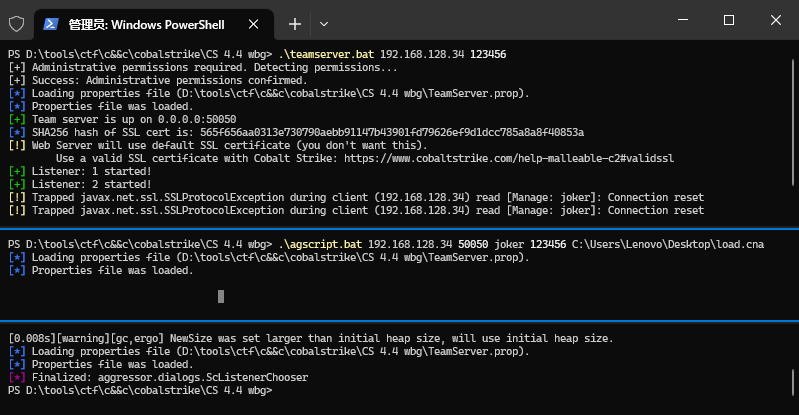 管理员: Windows PowerShell
PS D:\tools\ctf\c&&c\cobalstrike\CS 4.4 wbg> .\teamserver.bat 192.168.128.34 123456
[+] Administrative permissions required. Detecting permissions...
[+] Success: Administrative permissions confirmed.
[*] Loading properties file (D:\tools\ctf\c&&c\cobalstrike\CS 4.4 wbg\TeamServer.prop).
[*] Properties file was loaded.
[+] Team server is up on 0.0.0.0:50050
[*] SHA256 hash of SSL cert is: 565f656aa0313e730790aebb91147b43901fd79626ef9d1dcc785a8a8f40853a
[!] Web Server will use default SSL certificate (you don't want this).
Use a valid SSL certificate with Cobalt Strike: https://www.cobaltstrike.com/help-malleable-c2#validssl
[+] Listener: 1 started!
[+] Listener: 2 started!
[!] Trapped javax.net.ssl.SSLProtocolException during client (192.168.128.34) read [Manage: joker]: Connection reset
[!] Trapped javax.net.ssl.SSLProtocolException during client (192.168.128.34) read [Manage: joker]: Connection reset
PS D:\tools\ctf\c&&c\cobalstrike\CS 4.4 wbg> .\agscript.bat 192.168.128.34 50050 joker 123456 C:\Users\Lenovo\Desktop\load.cna
[*] Loading properties file (D:\tools\ctf\c&&c\cobalstrike\CS 4.4 wbg\TeamServer.prop).
[*] Properties file was loaded.
[0.008s][warning][gc,ergo] NewSize was set larger than initial heap size, will use initial heap size.
[*] Loading properties file (D:\tools\ctf\c&&c\cobalstrike\CS 4.4 wbg\TeamServer.prop).
[*] Properties file was loaded.
[*] Finalized: aggressor.dialogs.ScListenerChooser
PS D:\tools\ctf\c&&c\cobalstrike\CS 4.4 wbg>